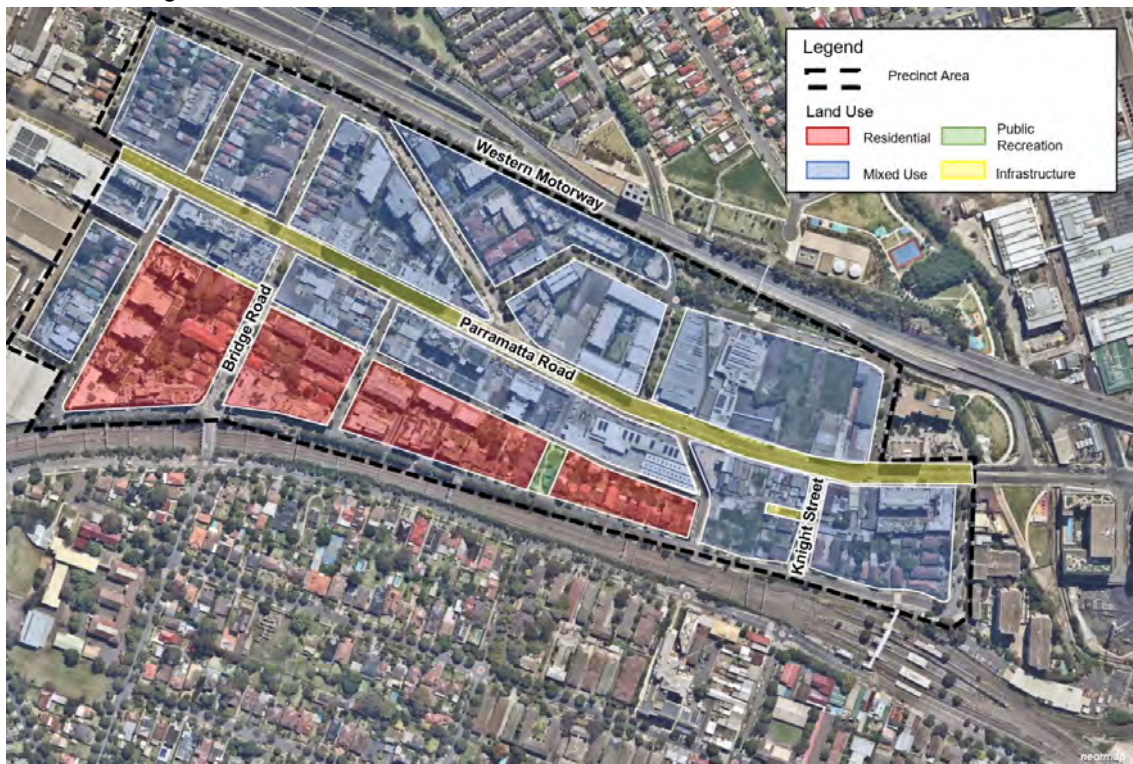 Legend
Precinct Area
Land Use
Residential
Public
Recreation
Mixed Use
Infrastructure
Western Motorway
Parramatta Road
Bridge Road
Knight Street
nearmap